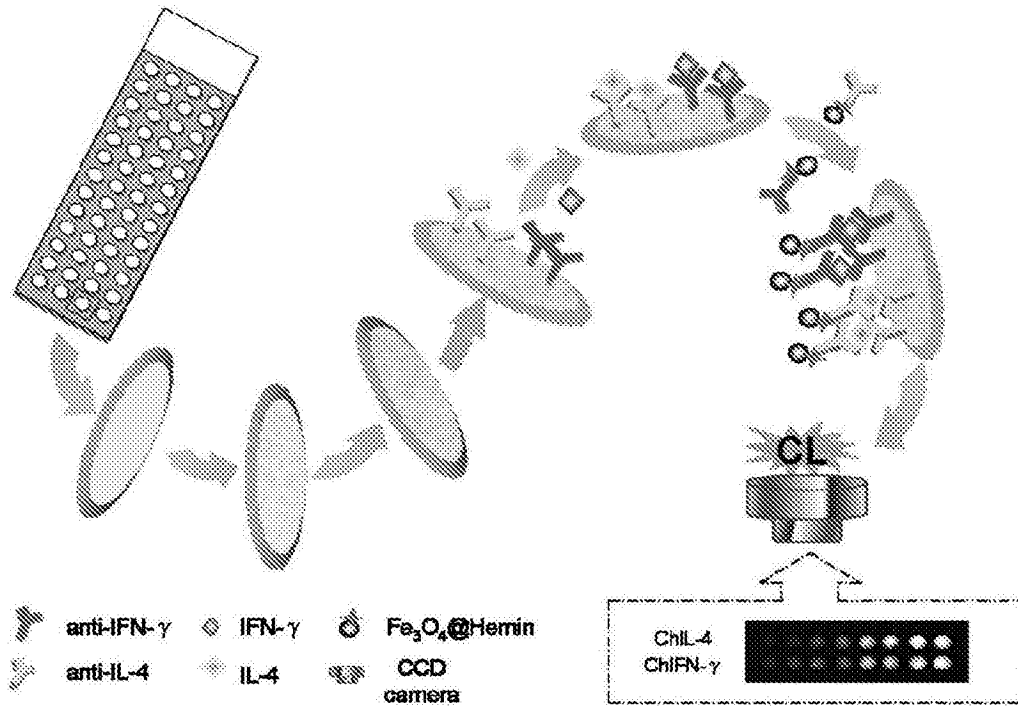 CL
anti-IFN-γ
IFN-γ
Fe₃O₄@Hemin
anti-IL-4
IL-4
CCD
camera
ChIL-4
ChIFN-γ